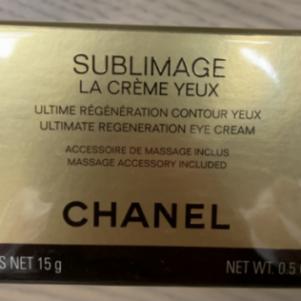 SUBLIMAGE
LA CRÈME YEUX
ULTIME RÉGÉNÉRATION CONTOUR YEUX
ULTIMATE REGENERATION EYE CREAM
ACCESSOIRE DE MASSAGE INCLUS
MASSAGE ACCESSORY INCLUDED
CHANEL
S NET 15 g NET WT. 0.5